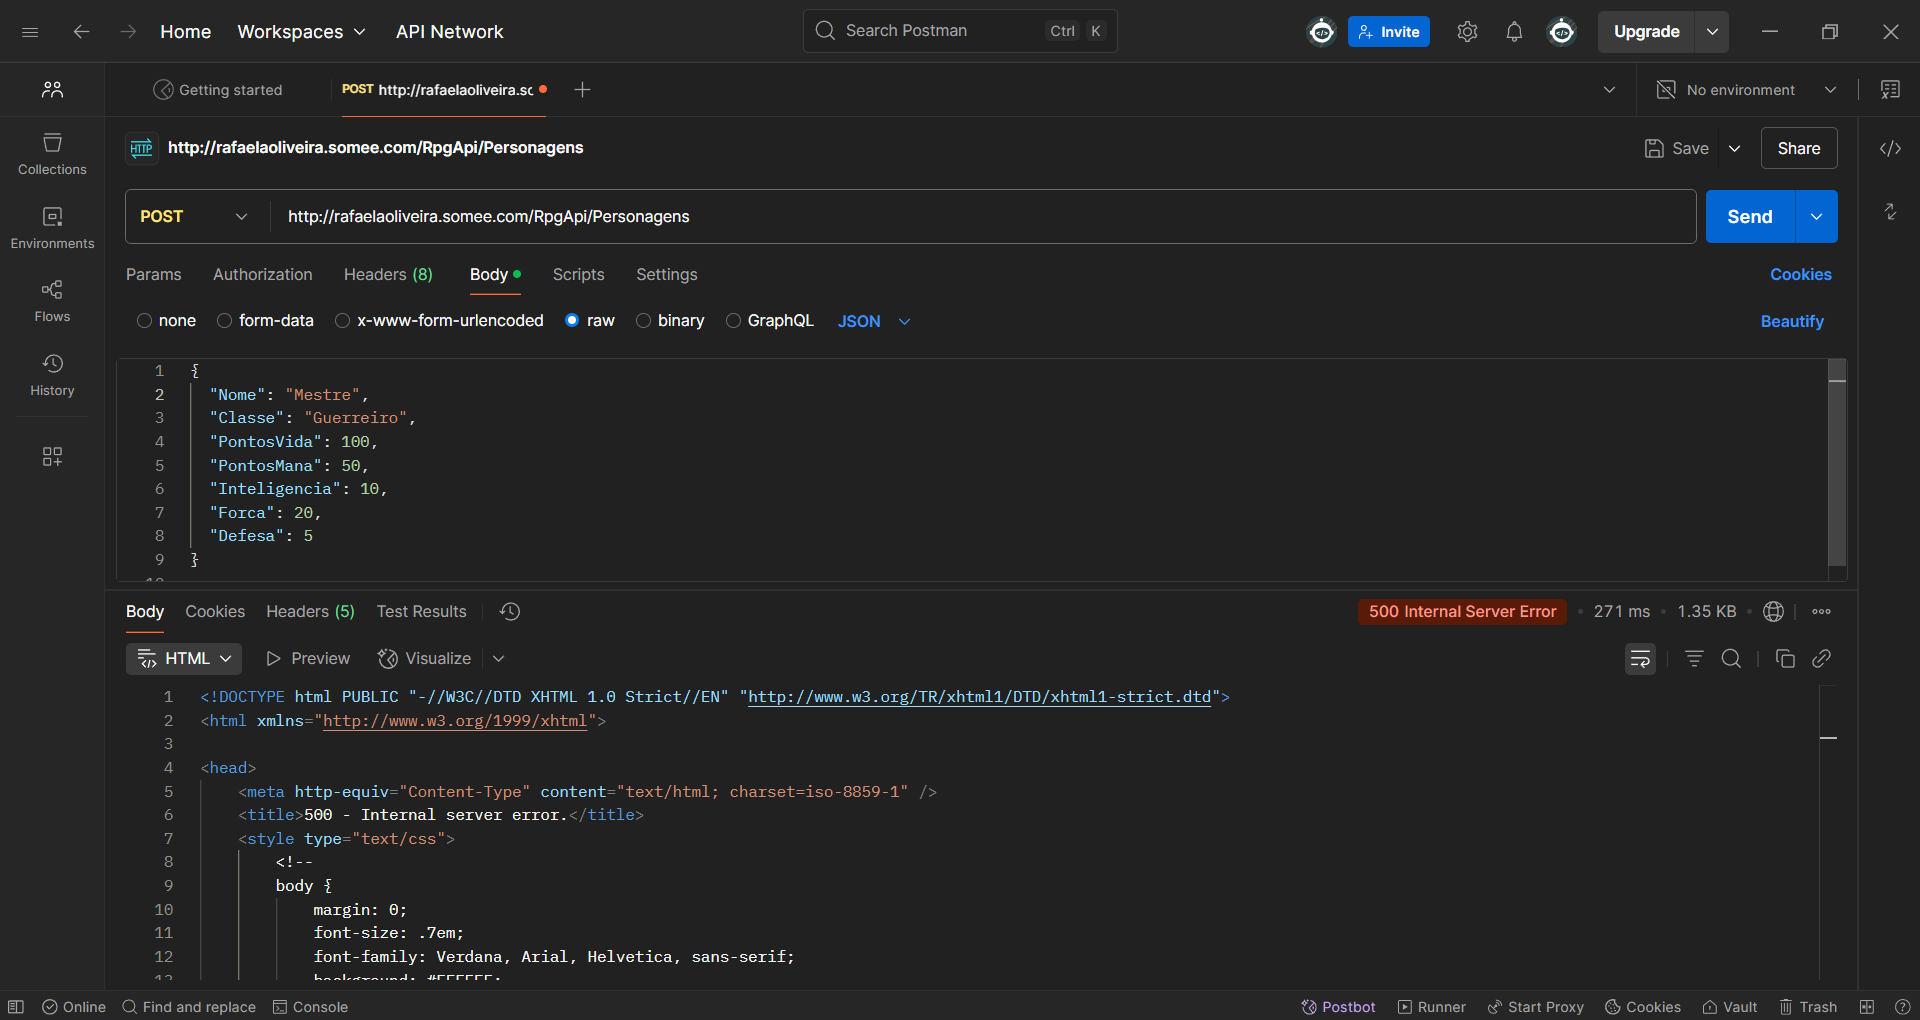 Home
Workspaces
API Network
Search Postman
Ctrl K
Invite
Upgrade
Getting started
POST http://rafaelaoliveira.sc
No environment
Collections
Environments
Flows
History
HTTP http://rafaelaoliveira.somee.com/RpgApi/Personagens
Save
Share
POST
http://rafaelaoliveira.somee.com/RpgApi/Personagens
Send
Params
Authorization
Headers (8)
Body
Scripts
Settings
Cookies
none
form-data
x-www-form-urlencoded
raw
binary
GraphQL
JSON
Beautify
1 {
2 "Nome": "Mestre",
3 "Classe": "Guerreiro",
4 "PontosVida": 100,
5 "PontosMana": 50,
6 "Inteligencia": 10,
7 "Forca": 20,
8 "Defesa": 5
9 }
Body
Cookies
Headers (5)
Test Results
500 Internal Server Error
271 ms
1.35 KB
HTML
Preview
Visualize
1 <!DOCTYPE html PUBLIC "-//W3C//DTD XHTML 1.0 Strict//EN" "http://www.w3.org/TR/xhtml1/DTD/xhtml1-strict.dtd">
2 <html xmlns="http://www.w3.org/1999/xhtml">
3
4 <head>
5 <meta http-equiv="Content-Type" content="text/html; charset=iso-8859-1" />
6 <title>500 - Internal server error.</title>
7 <style type="text/css">
8 <!--
9 body {
10 margin: 0;
11 font-size: .7em;
12 font-family: Verdana, Arial, Helvetica, sans-serif;
Online
Find and replace
Console
Postbot
Runner
Start Proxy
Cookies
Vault
Trash